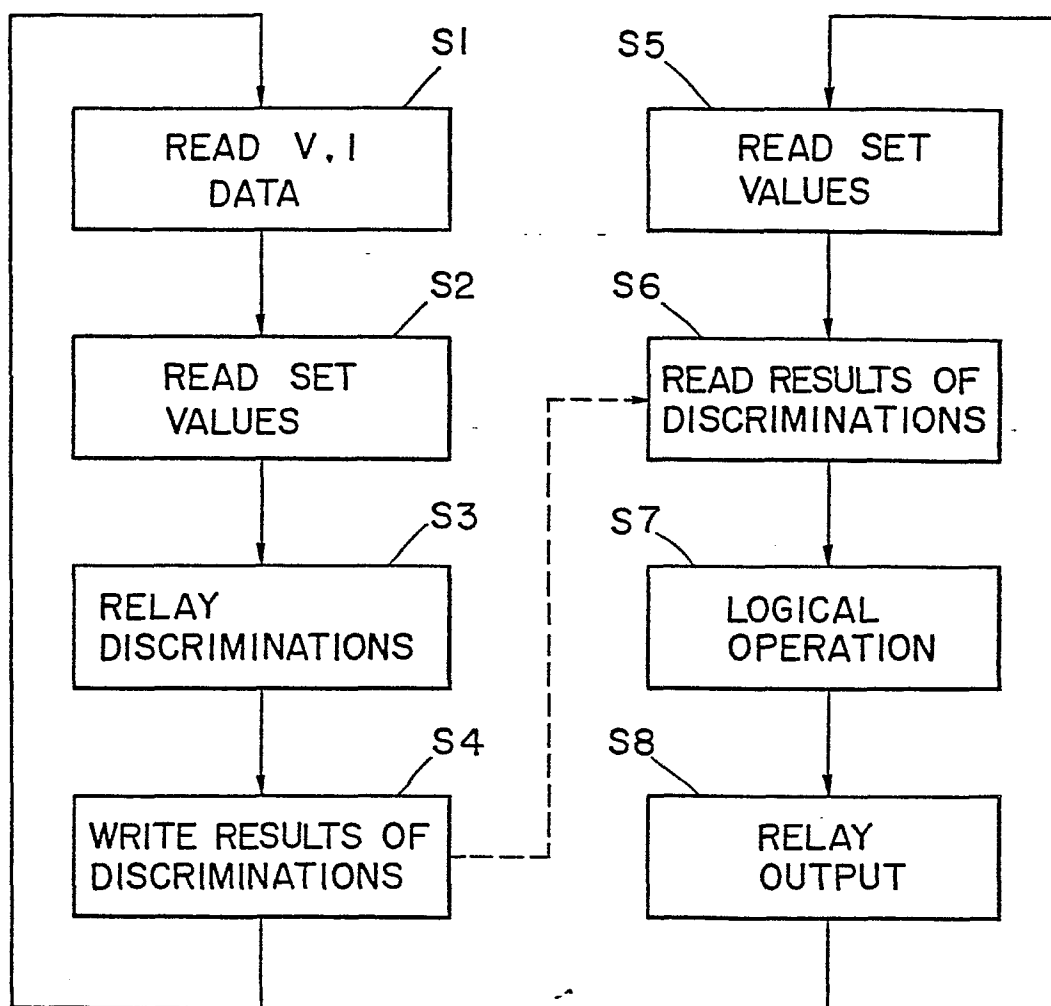 S1
READ V, I
DATA
S2
READ SET
VALUES
S3
RELAY
DISCRIMINATIONS
S4
WRITE RESULTS OF
DISCRIMINATIONS
S5
READ SET
VALUES
S6
READ RESULTS OF
DISCRIMINATIONS
S7
LOGICAL
OPERATION
S8
RELAY
OUTPUT